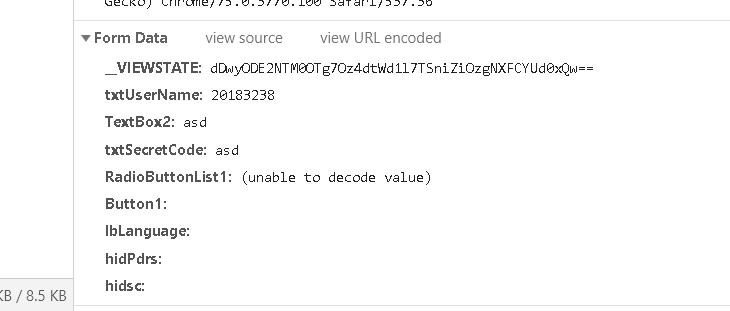 Gecko) Chrome/75.0.3770.100 Safari/537.36
Form Data view source view URL encoded
__VIEWSTATE: dDwyODE2NTM0OTg7Oz4dtWd1l7TSniZiOzgNXFCYUd0xQw==
txtUserName: 20183238
TextBox2: asd
txtSecretCode: asd
RadioButtonList1: (unable to decode value)
Button1:
lbLanguage:
hidPdrs:
hidsc:
KB / 8.5 KB